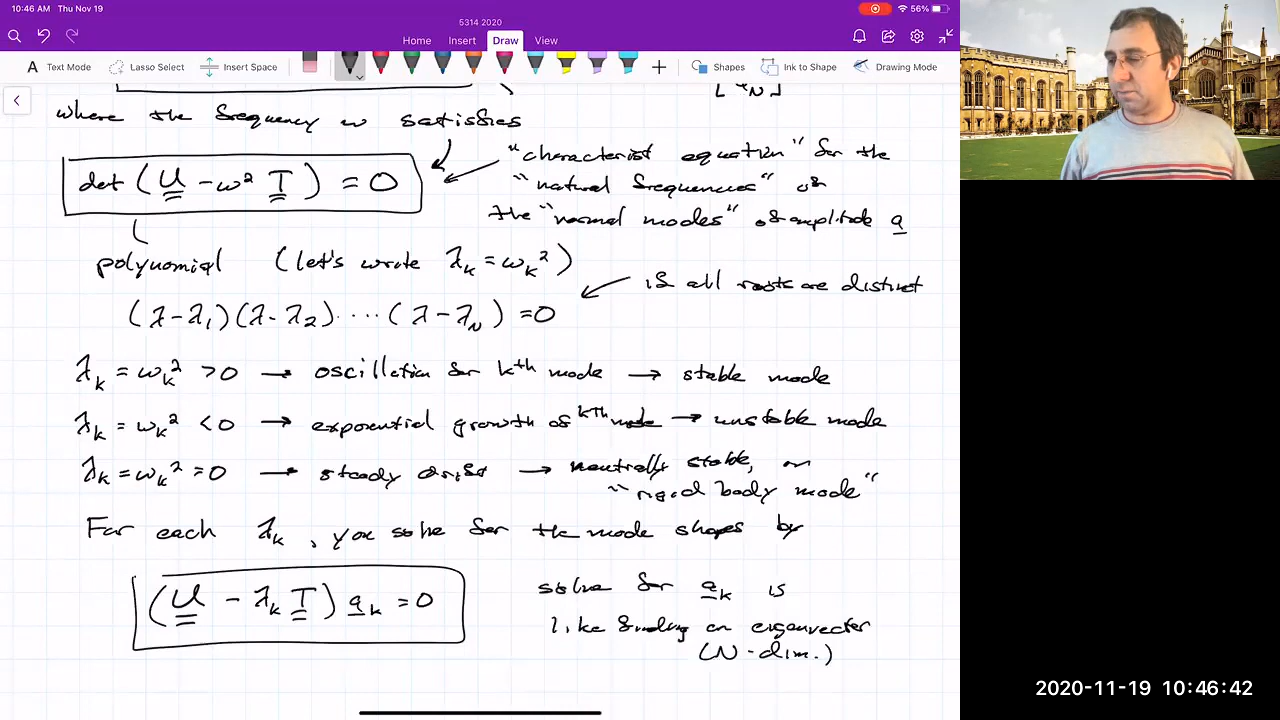 10:46 AM Thu Nov 19
56%
5314 2020
Home Insert Draw View
Text Mode Lasso Select Insert Space Shapes Ink to Shape Drawing Mode
where the frequency ω satisfies
det (U - ω² T) = 0
"characterist equation" for the
"natural frequencies" of
the "normal modes" of amplitude a
polynomial (let's write λk = ωk²)
if all roots are distinct
(λ-λ1)(λ-λ2)····(λ-λN) = 0
λk = ωk² > 0 → oscillation for kth mode → stable mode
λk = ωk² < 0 → exponential growth of kth mode → unstable mode
λk = ωk² = 0 → steady drift → neutrally stable, or
"rigid body mode"
For each λk, you solve for the mode shapes by
(U - λk T) ak = 0
solve for ak is
like finding an eigenvector
(N-dim.)
2020-11-19 10:46:42